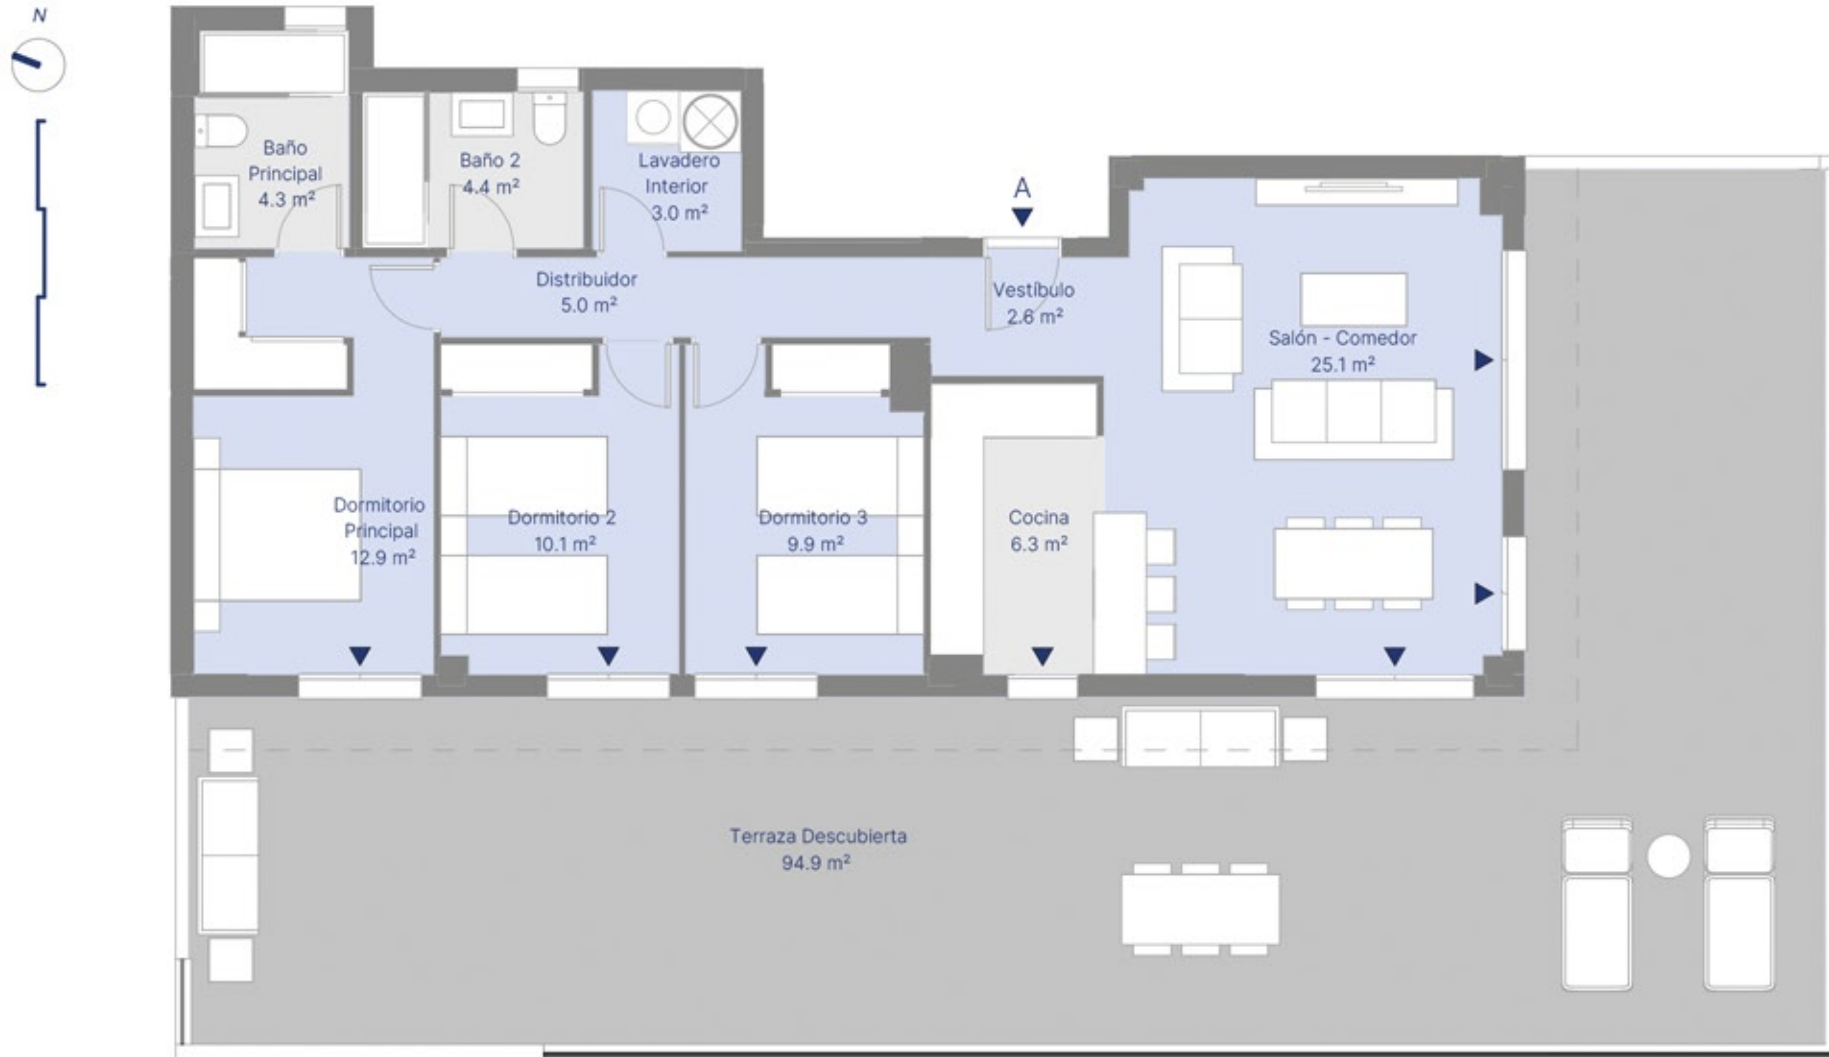 N
Baño
Principal
4.3 m²
Baño 2
4.4 m²
Lavadero
Interior
3.0 m²
A
Distribuidor
5.0 m²
Vestíbulo
2.6 m²
Salón - Comedor
25.1 m²
Dormitorio
Principal
12.9 m²
Dormitorio 2
10.1 m²
Dormitorio 3
9.9 m²
Cocina
6.3 m²
Terraza Descubierta
94.9 m²